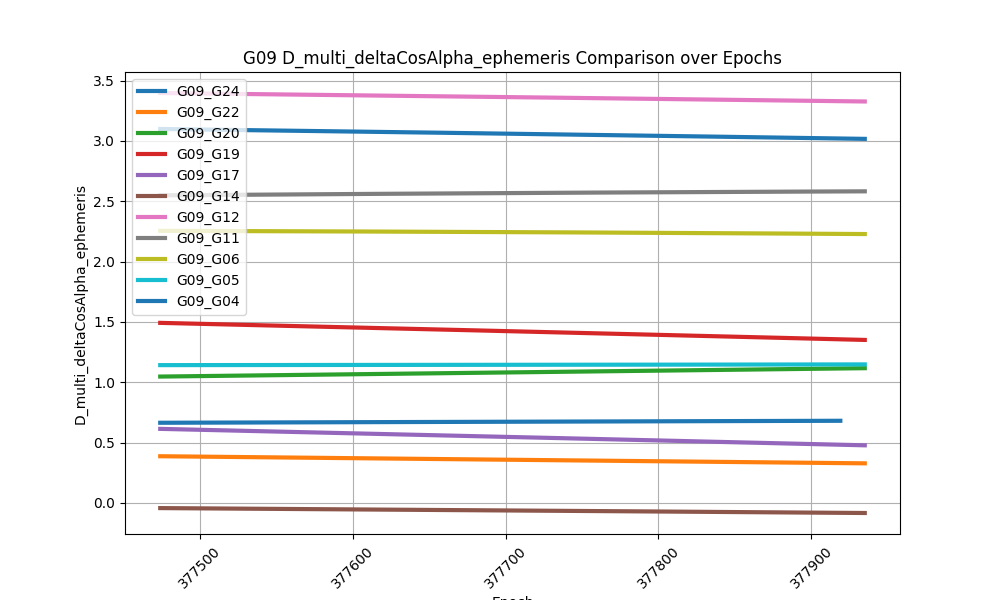 G09 D_multi_deltaCosAlpha_ephemeris Comparison over Epochs
D_multi_deltaCosAlpha_ephemeris
3.5
3.0
2.5
2.0
1.5
1.0
0.5
0.0
G09_G24
G09_G22
G09_G20
G09_G19
G09_G17
G09_G14
G09_G12
G09_G11
G09_G06
G09_G05
G09_G04
377500
377600
377700
377800
377900
Epoch